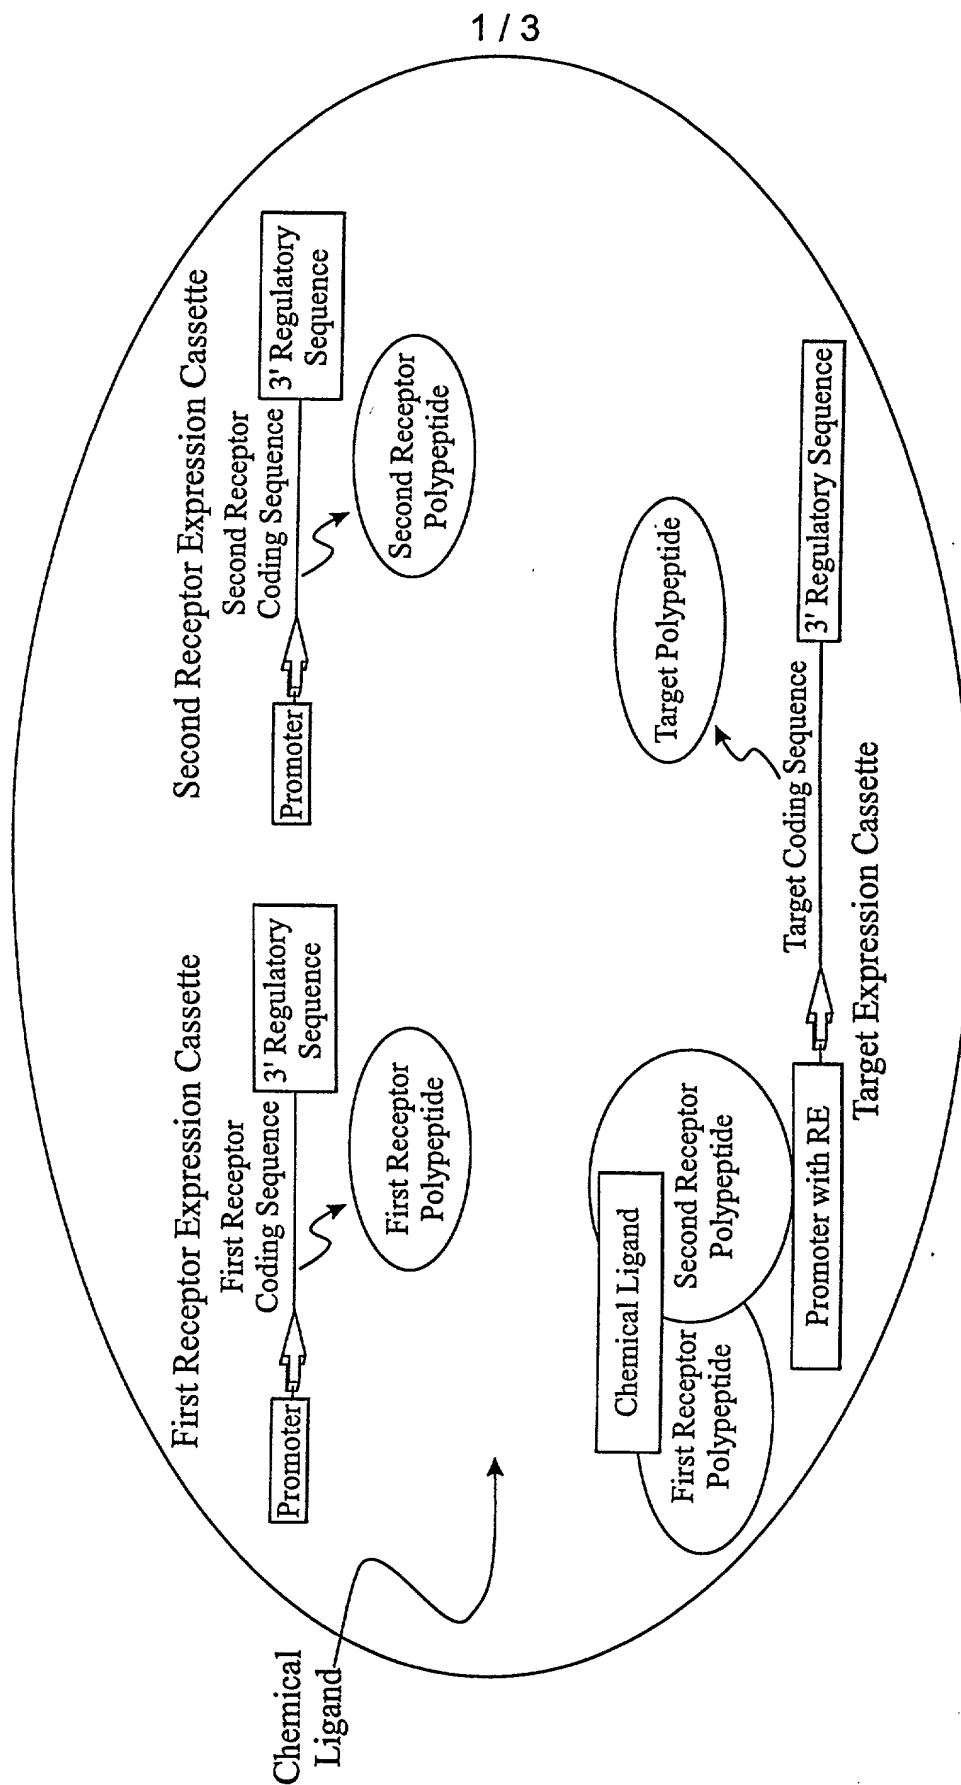 1 / 3
First Receptor Expression Cassette
First Receptor
Coding Sequence
Promoter
3' Regulatory
Sequence
First Receptor
Polypeptide
Second Receptor Expression Cassette
Second Receptor
Coding Sequence
Promoter
3' Regulatory
Sequence
Second Receptor
Polypeptide
Chemical
Ligand
Chemical Ligand
First Receptor
Polypeptide
Second Receptor
Polypeptide
Promoter with RE
Target Polypeptide
Target Coding Sequence
3' Regulatory Sequence
Target Expression Cassette